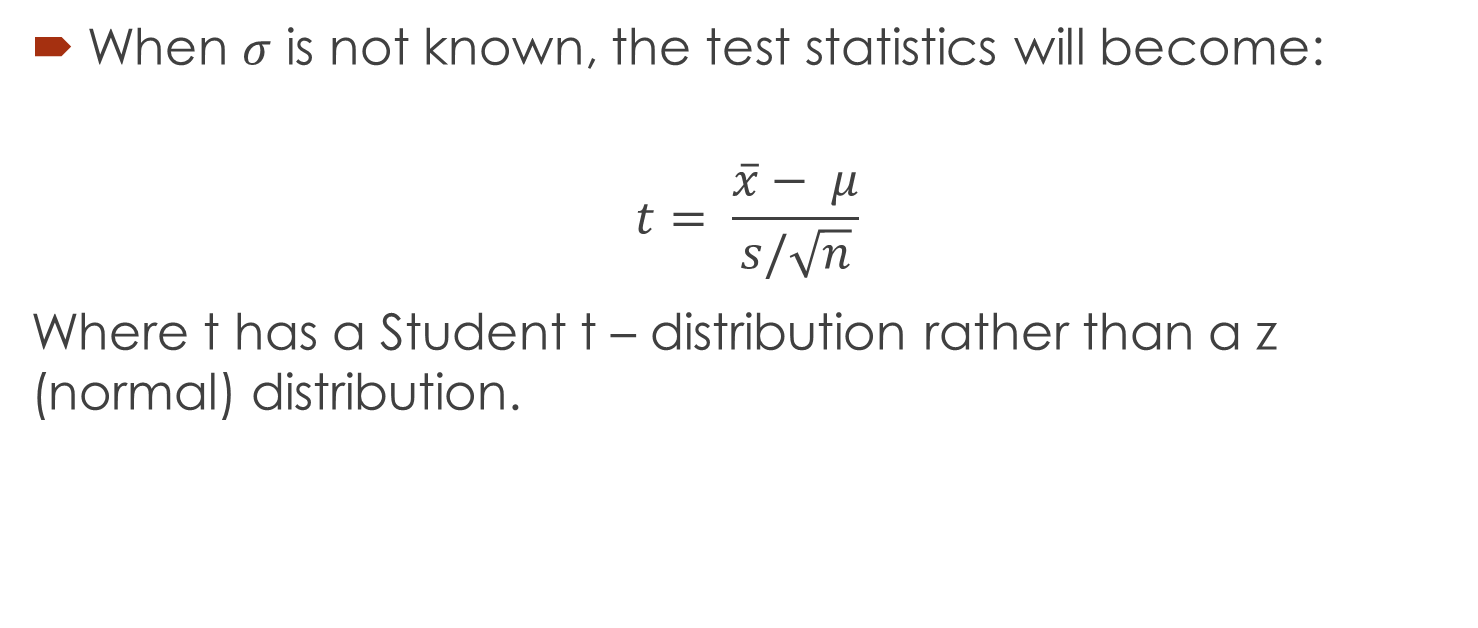 When σ is not known, the test statistics will become:
t = (x̄ − μ) / (s/√n)
Where t has a Student t – distribution rather than a z
(normal) distribution.